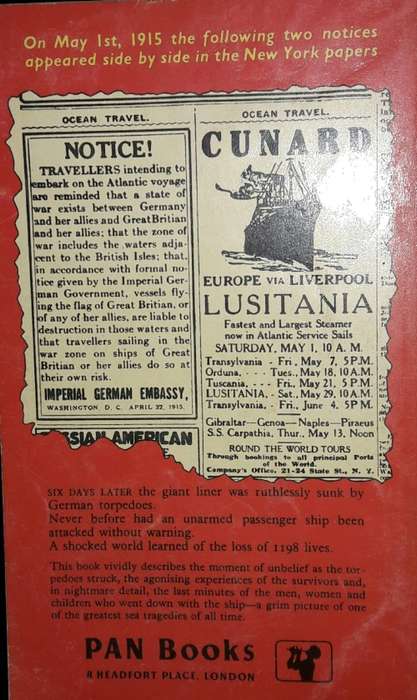 On May 1st, 1915 the following two notices
appeared side by side in the New York papers
OCEAN TRAVEL.
NOTICE!
TRAVELLERS intending to
embark on the Atlantic voyage
are reminded that a state of
war exists between Germany
and her allies and Great Britian
and her allies; that the zone of
war includes the waters adja-
cent to the British Isles; that,
in accordance with formal no-
tice given by the Imperial Ger-
man Government, vessels fly-
ing the flag of Great Britian, or
of any of her allies, are liable to
destruction in those waters and
that travellers sailing in the
war zone on ships of Great
Britian or her allies do so at
their own risk.
IMPERIAL GERMAN EMBASSY,
WASHINGTON, D. C. APRIL 22, 1915.
SSIAN AMERICAN
OCEAN TRAVEL.
CUNARD
EUROPE VIA LIVERPOOL
LUSITANIA
Fastest and Largest Steamer
now in Atlantic Service Sails
SATURDAY, MAY 1, 10 A. M.
Transylvania - Fri., May 7, 5 P.M.
Orduna, - - - Tues., May 18, 10 A.M.
Tuscania, - - Fri., May 21, 5 P.M.
LUSITANIA, - Sat., May 29, 10 A.M.
Transylvania, - Fri., June 4, 5 P.M.
Gibraltar—Genoa—Naples—Piraeus
S.S. Carpathia, Thur., May 13, Noon
ROUND THE WORLD TOURS
Through bookings to all principal Ports
of the World.
Company's Office, 21-24 State St., N. Y.
SIX DAYS LATER the giant liner was ruthlessly sunk by
German torpedoes.
Never before had an unarmed passenger ship been
attacked without warning.
A shocked world learned of the loss of 1198 lives.
This book vividly describes the moment of unbelief as the tor-
pedoes struck, the agonising experiences of the survivors and,
in nightmare detail, the last minutes of the men, women and
children who went down with the ship—a grim picture of one
of the greatest sea tragedies of all time.
PAN Books
8 HEADFORT PLACE, LONDON